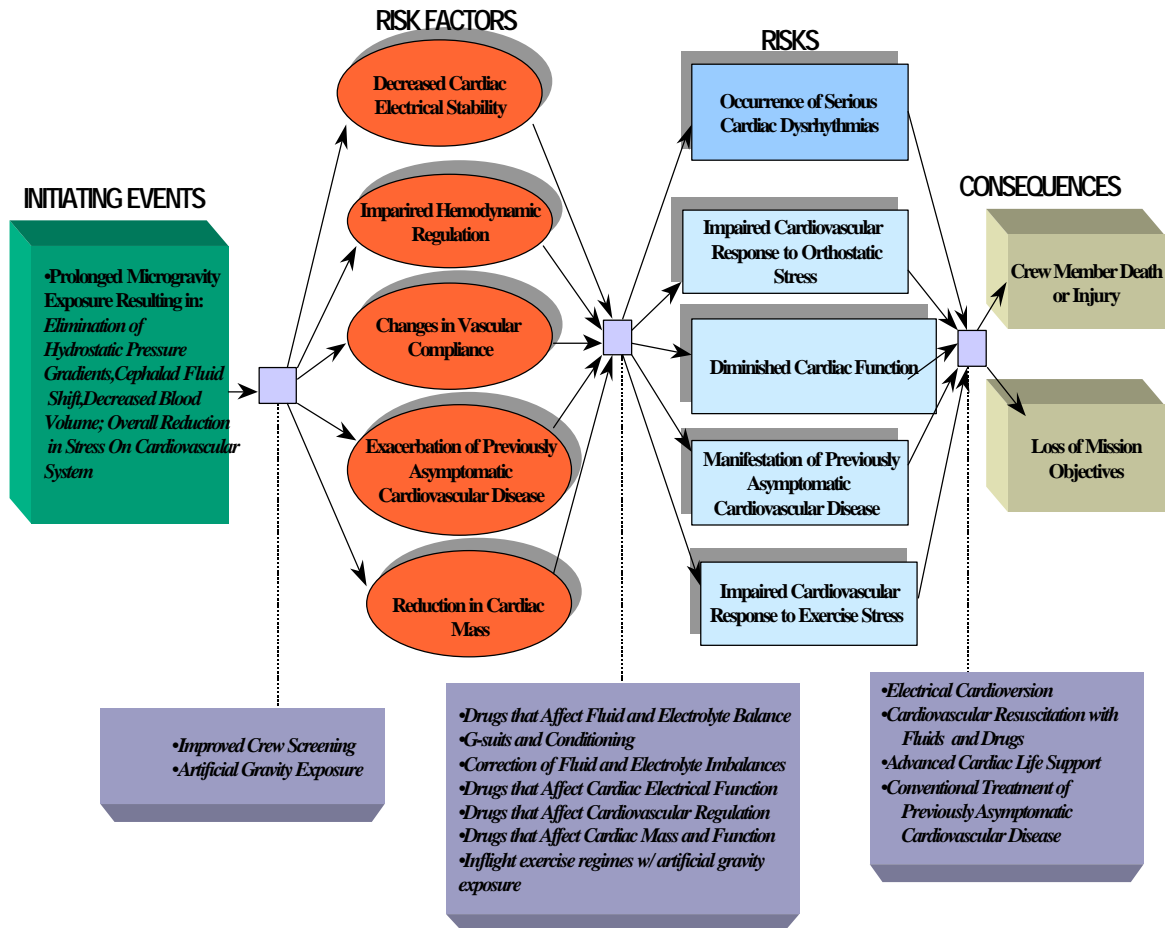 RISK FACTORS
RISKS
INITIATING EVENTS
CONSEQUENCES
•Prolonged Microgravity
Exposure Resulting in:
Elimination of
Hydrostatic Pressure
Gradients,Cephalad Fluid
Shift,Decreased Blood
Volume; Overall Reduction
in Stress On Cardiovascular
System
Decreased Cardiac
Electrical Stability
Imparired Hemodynamic
Regulation
Changes in Vascular
Compliance
Exacerbation of Previously
Asymptomatic
Cardiovascular Disease
Reduction in Cardiac
Mass
Occurrence of Serious
Cardiac Dysrhythmias
Impaired Cardiovascular
Response to Orthostatic
Stress
Diminished Cardiac Function
Manifestation of Previously
Asymptomatic
Cardiovascular Disease
Impaired Cardiovascular
Response to Exercise Stress
Crew Member Death
or Injury
Loss of Mission
Objectives
•Improved Crew Screening
•Artificial Gravity Exposure
•Drugs that Affect Fluid and Electrolyte Balance
•G-suits and Conditioning
•Correction of Fluid and Electrolyte Imbalances
•Drugs that Affect Cardiac Electrical Function
•Drugs that Affect Cardiovascular Regulation
•Drugs that Affect Cardiac Mass and Function
•Inflight exercise regimes w/ artificial gravity
exposure
•Electrical Cardioversion
•Cardiovascular Resuscitation with
Fluids and Drugs
•Advanced Cardiac Life Support
•Conventional Treatment of
Previously Asymptomatic
Cardiovascular Disease